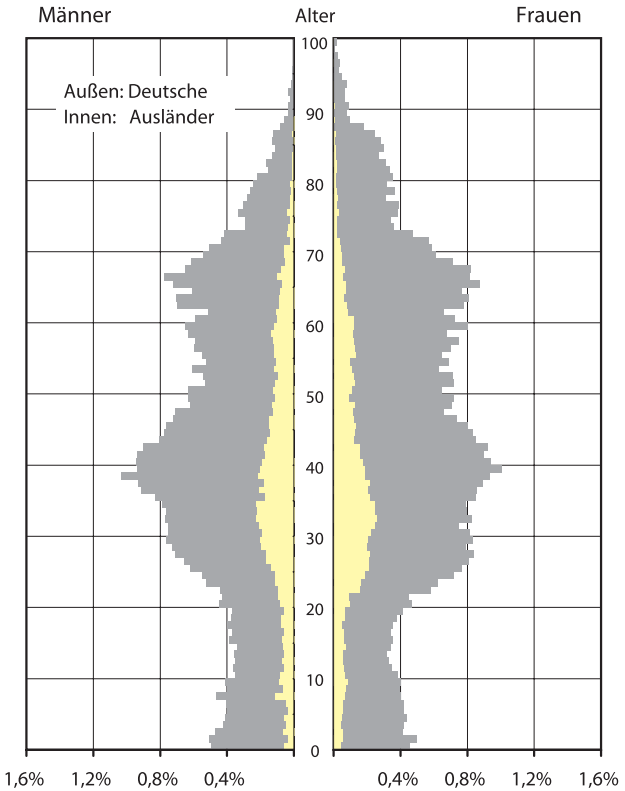 Männer Alter Frauen
100
Außen: Deutsche
Innen: Ausländer
90
80
70
60
50
40
30
20
10
0
1,6% 1,2% 0,8% 0,4% 0,4% 0,8% 1,2% 1,6%